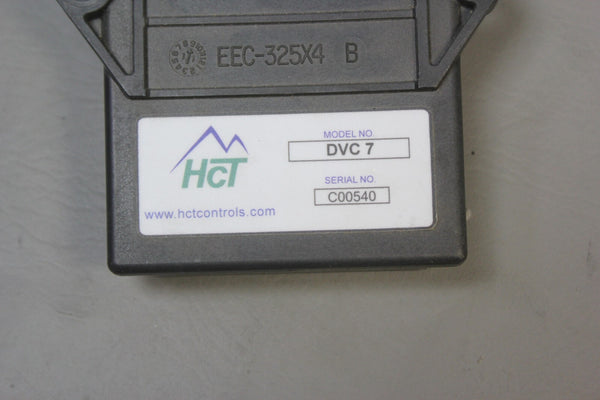 EEC-325X4 B
HCT
www.hctcontrols.com
MODEL NO.
DVC 7
SERIAL NO.
C00540